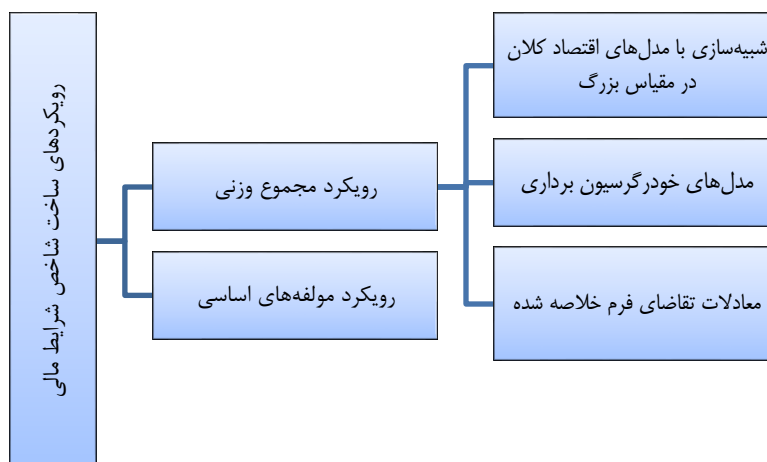 رویکردهای ساخت شاخص شرایط مالی
رویکرد مجموع وزنی
رویکرد مولفه‌های اساسی
شبیه‌سازی با مدل‌های اقتصاد کلان
در مقیاس بزرگ
مدل‌های خودرگرسیون برداری
معادلات تقاضای فرم خلاصه شده